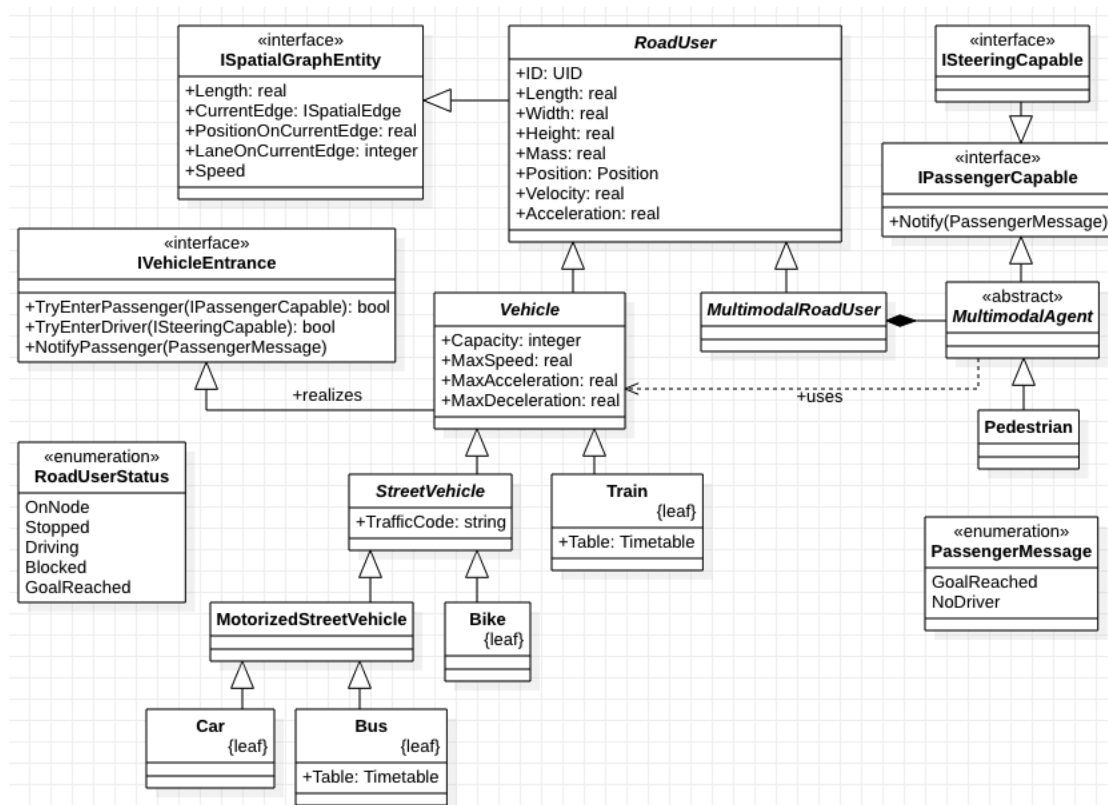 «interface»
ISpatialGraphEntity
+Length: real
+CurrentEdge: ISpatialEdge
+PositionOnCurrentEdge: real
+LaneOnCurrentEdge: integer
+Speed
RoadUser
+ID: UID
+Length: real
+Width: real
+Height: real
+Mass: real
+Position: Position
+Velocity: real
+Acceleration: real
«interface»
ISteeringCapable
«interface»
IPassengerCapable
+Notify(PassengerMessage)
«interface»
IVehicleEntrance
+TryEnterPassenger(IPassengerCapable): bool
+TryEnterDriver(ISteeringCapable): bool
+NotifyPassenger(PassengerMessage)
Vehicle
+Capacity: integer
+MaxSpeed: real
+MaxAcceleration: real
+MaxDeceleration: real
MultimodalRoadUser
«abstract»
MultimodalAgent
+realizes
+uses
Pedestrian
«enumeration»
RoadUserStatus
OnNode
Stopped
Driving
Blocked
GoalReached
StreetVehicle
+TrafficCode: string
Train
{leaf}
+Table: Timetable
«enumeration»
PassengerMessage
GoalReached
NoDriver
MotorizedStreetVehicle
Bike
{leaf}
Car
{leaf}
Bus
{leaf}
+Table: Timetable